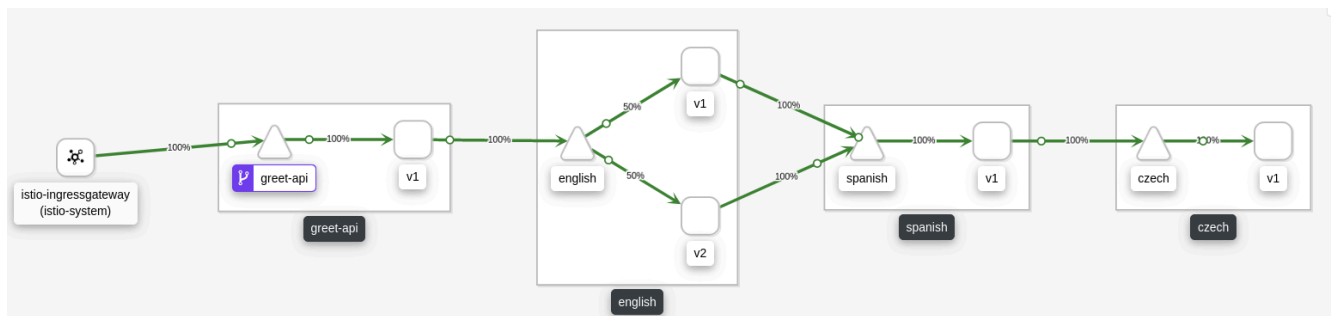 100%
istio-ingressgateway
(istio-system)
100%
greet-api
v1
greet-api
100%
50%
50%
english
v1
v2
english
100%
100%
100%
spanish
v1
spanish
100%
czech
v1
czech